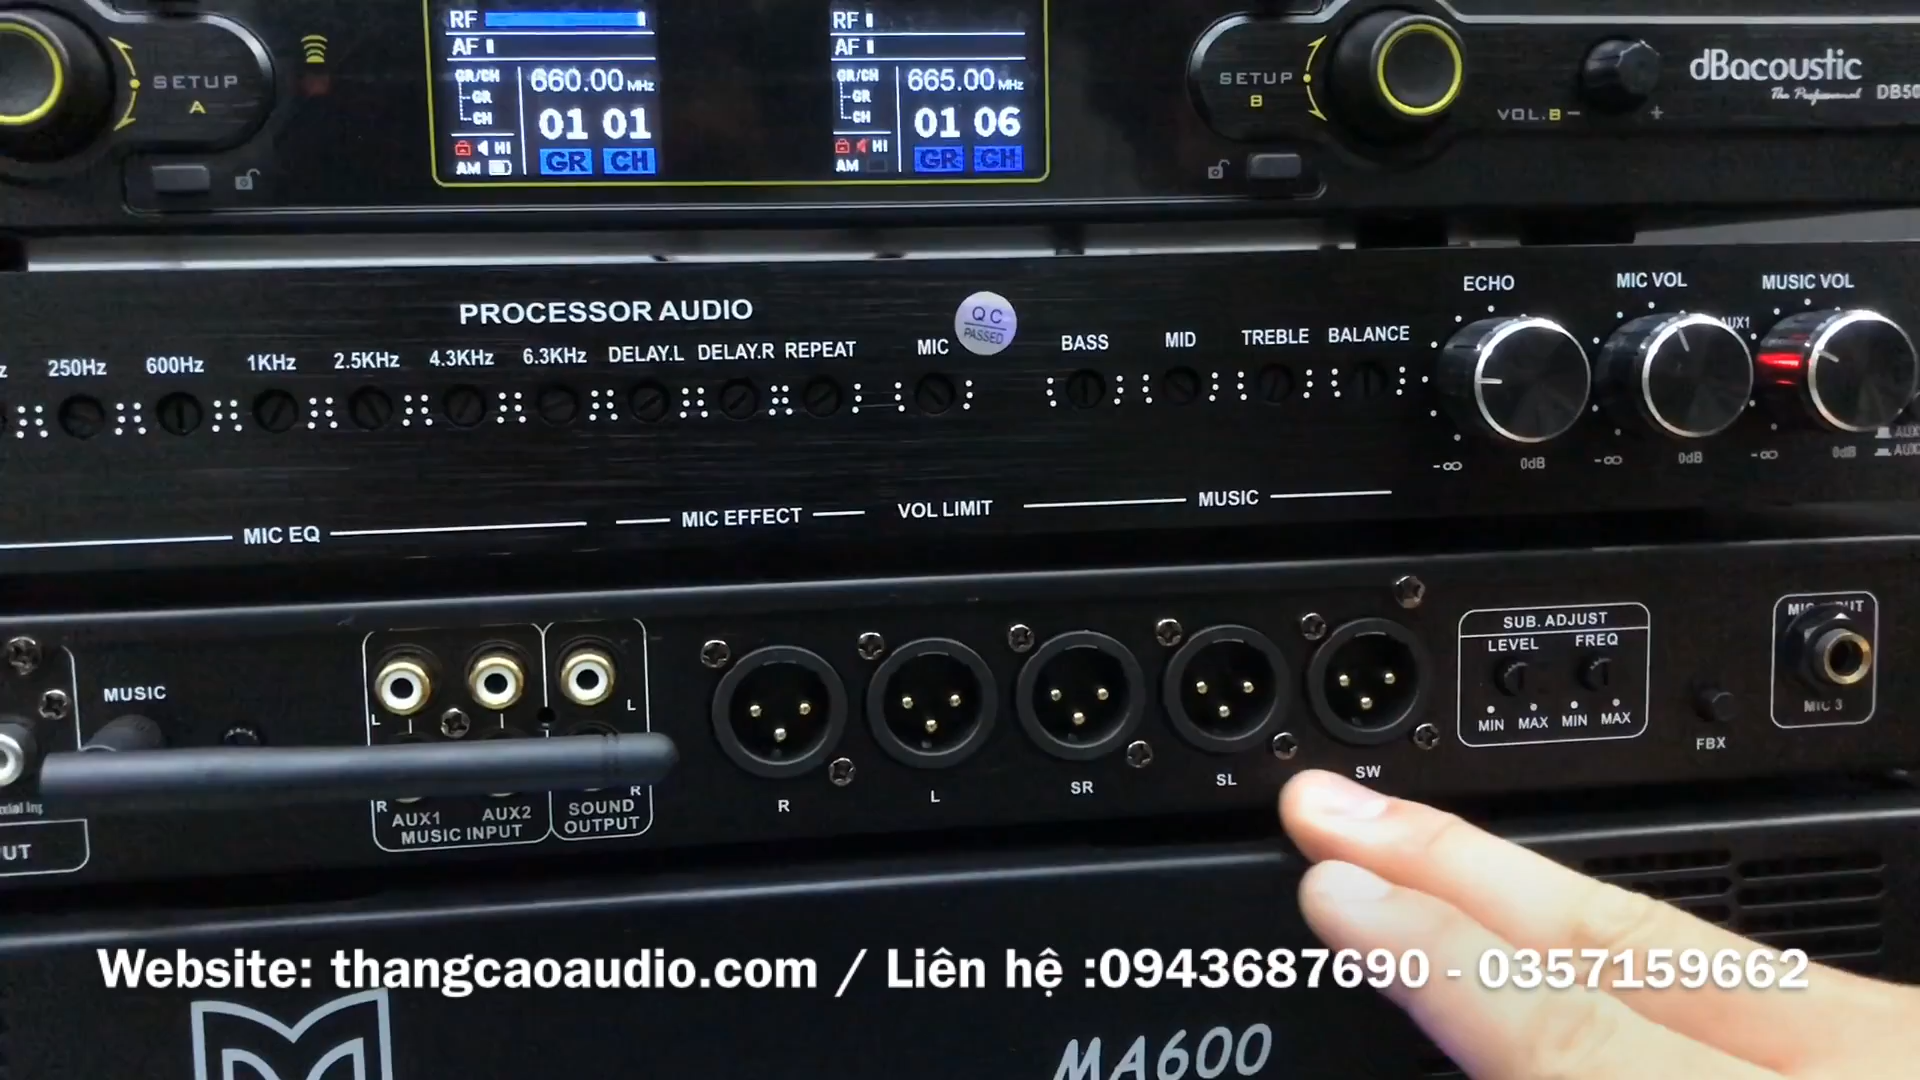 RF
AF
GR/CH
GR
CH
660.00 MHz
01 01
HI
AM
GR CH
RF
AF
GR/CH
GR
CH
665.00 MHz
01 06
HI
AM
GR CH
SETUP
A
SETUP
B
VOL.B − +
dBacoustic
The Professional
PROCESSOR AUDIO
QC
PASSED
250Hz 600Hz 1KHz 2.5KHz 4.3KHz 6.3KHz DELAY.L DELAY.R REPEAT MIC BASS MID TREBLE BALANCE
ECHO MIC VOL MUSIC VOL
AUX1
-∞ 0dB -∞ 0dB -∞ 0dB
MIC EQ MIC EFFECT VOL LIMIT MUSIC
MUSIC
L L
R R
AUX1 AUX2
MUSIC INPUT
SOUND
OUTPUT
R L SR SL SW
SUB. ADJUST
LEVEL FREQ
MIN MAX MIN MAX
FBX
MIC 3
Website: thangcaoaudio.com / Liên hệ :0943687690 - 0357159662
MA600